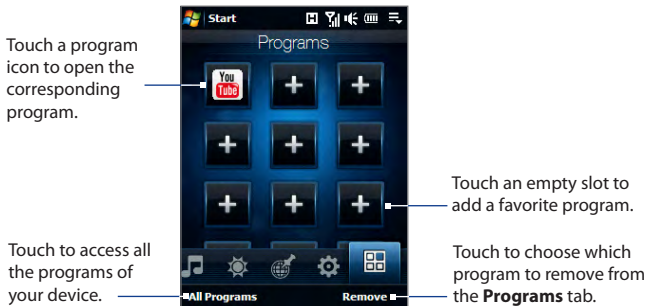 Start
Programs
You
Tube
Touch a program
icon to open the
corresponding
program.
Touch an empty slot to
add a favorite program.
Touch to access all
the programs of
your device.
Touch to choose which
program to remove from
the Programs tab.
All Programs
Remove